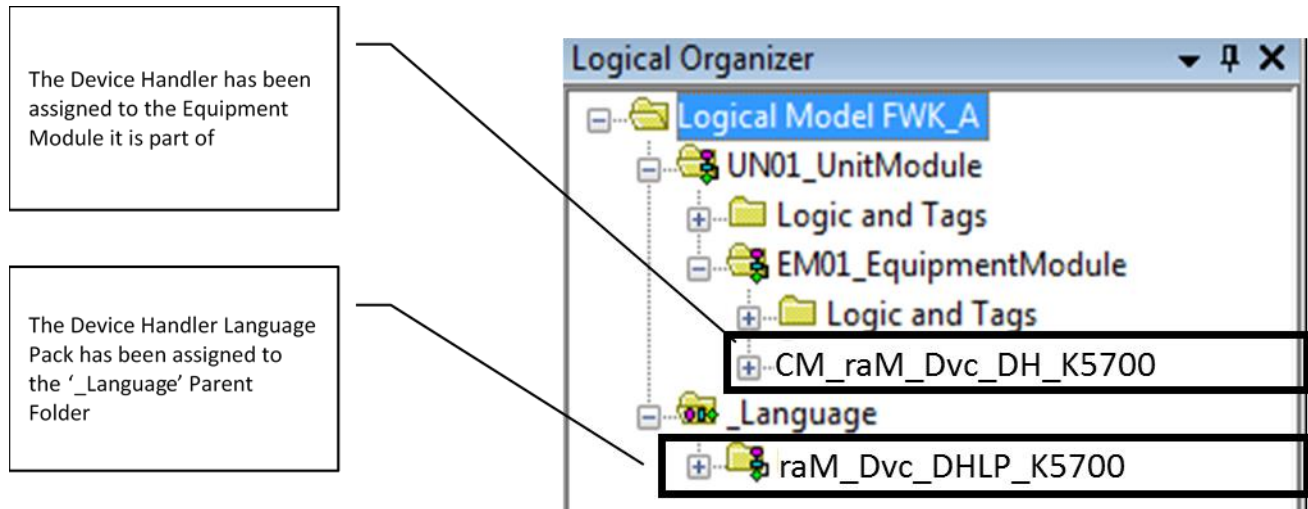 The Device Handler has been
assigned to the Equipment
Module it is part of
The Device Handler Language
Pack has been assigned to
the ‘_Language’ Parent
Folder
Logical Organizer
Logical Model FWK_A
UN01_UnitModule
Logic and Tags
EM01_EquipmentModule
Logic and Tags
CM_raM_Dvc_DH_K5700
_Language
raM_Dvc_DHLP_K5700